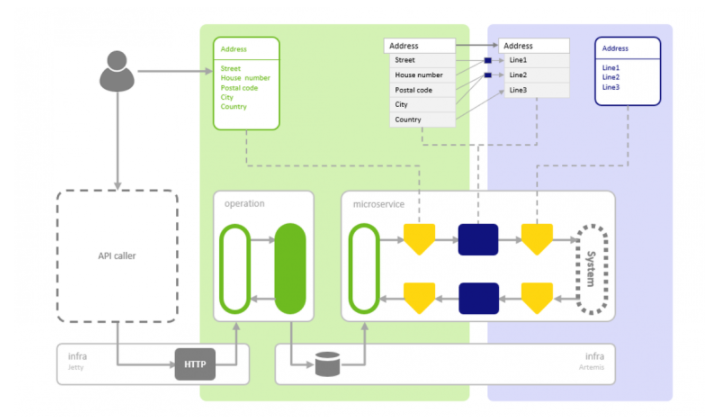 Address
Street
House number
Postal code
City
Country
Address
Street
House number
Postal code
City
Country
Address
Line1
Line2
Line3
Address
Line1
Line2
Line3
API caller
operation
microservice
System
infra
Jetty
HTTP
infra
Artemis